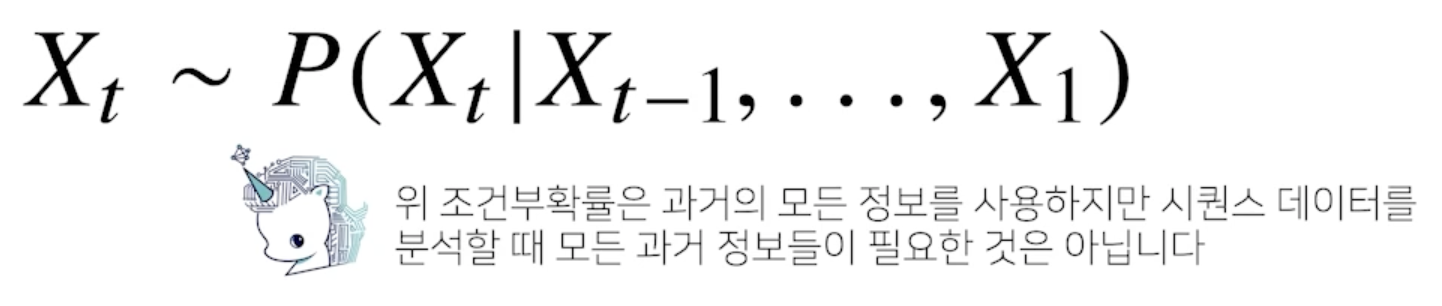 X_t ~ P(X_t|X_{t−1}, . . . , X_1)
위 조건부확률은 과거의 모든 정보를 사용하지만 시퀀스 데이터를
분석할 때 모든 과거 정보들이 필요한 것은 아닙니다